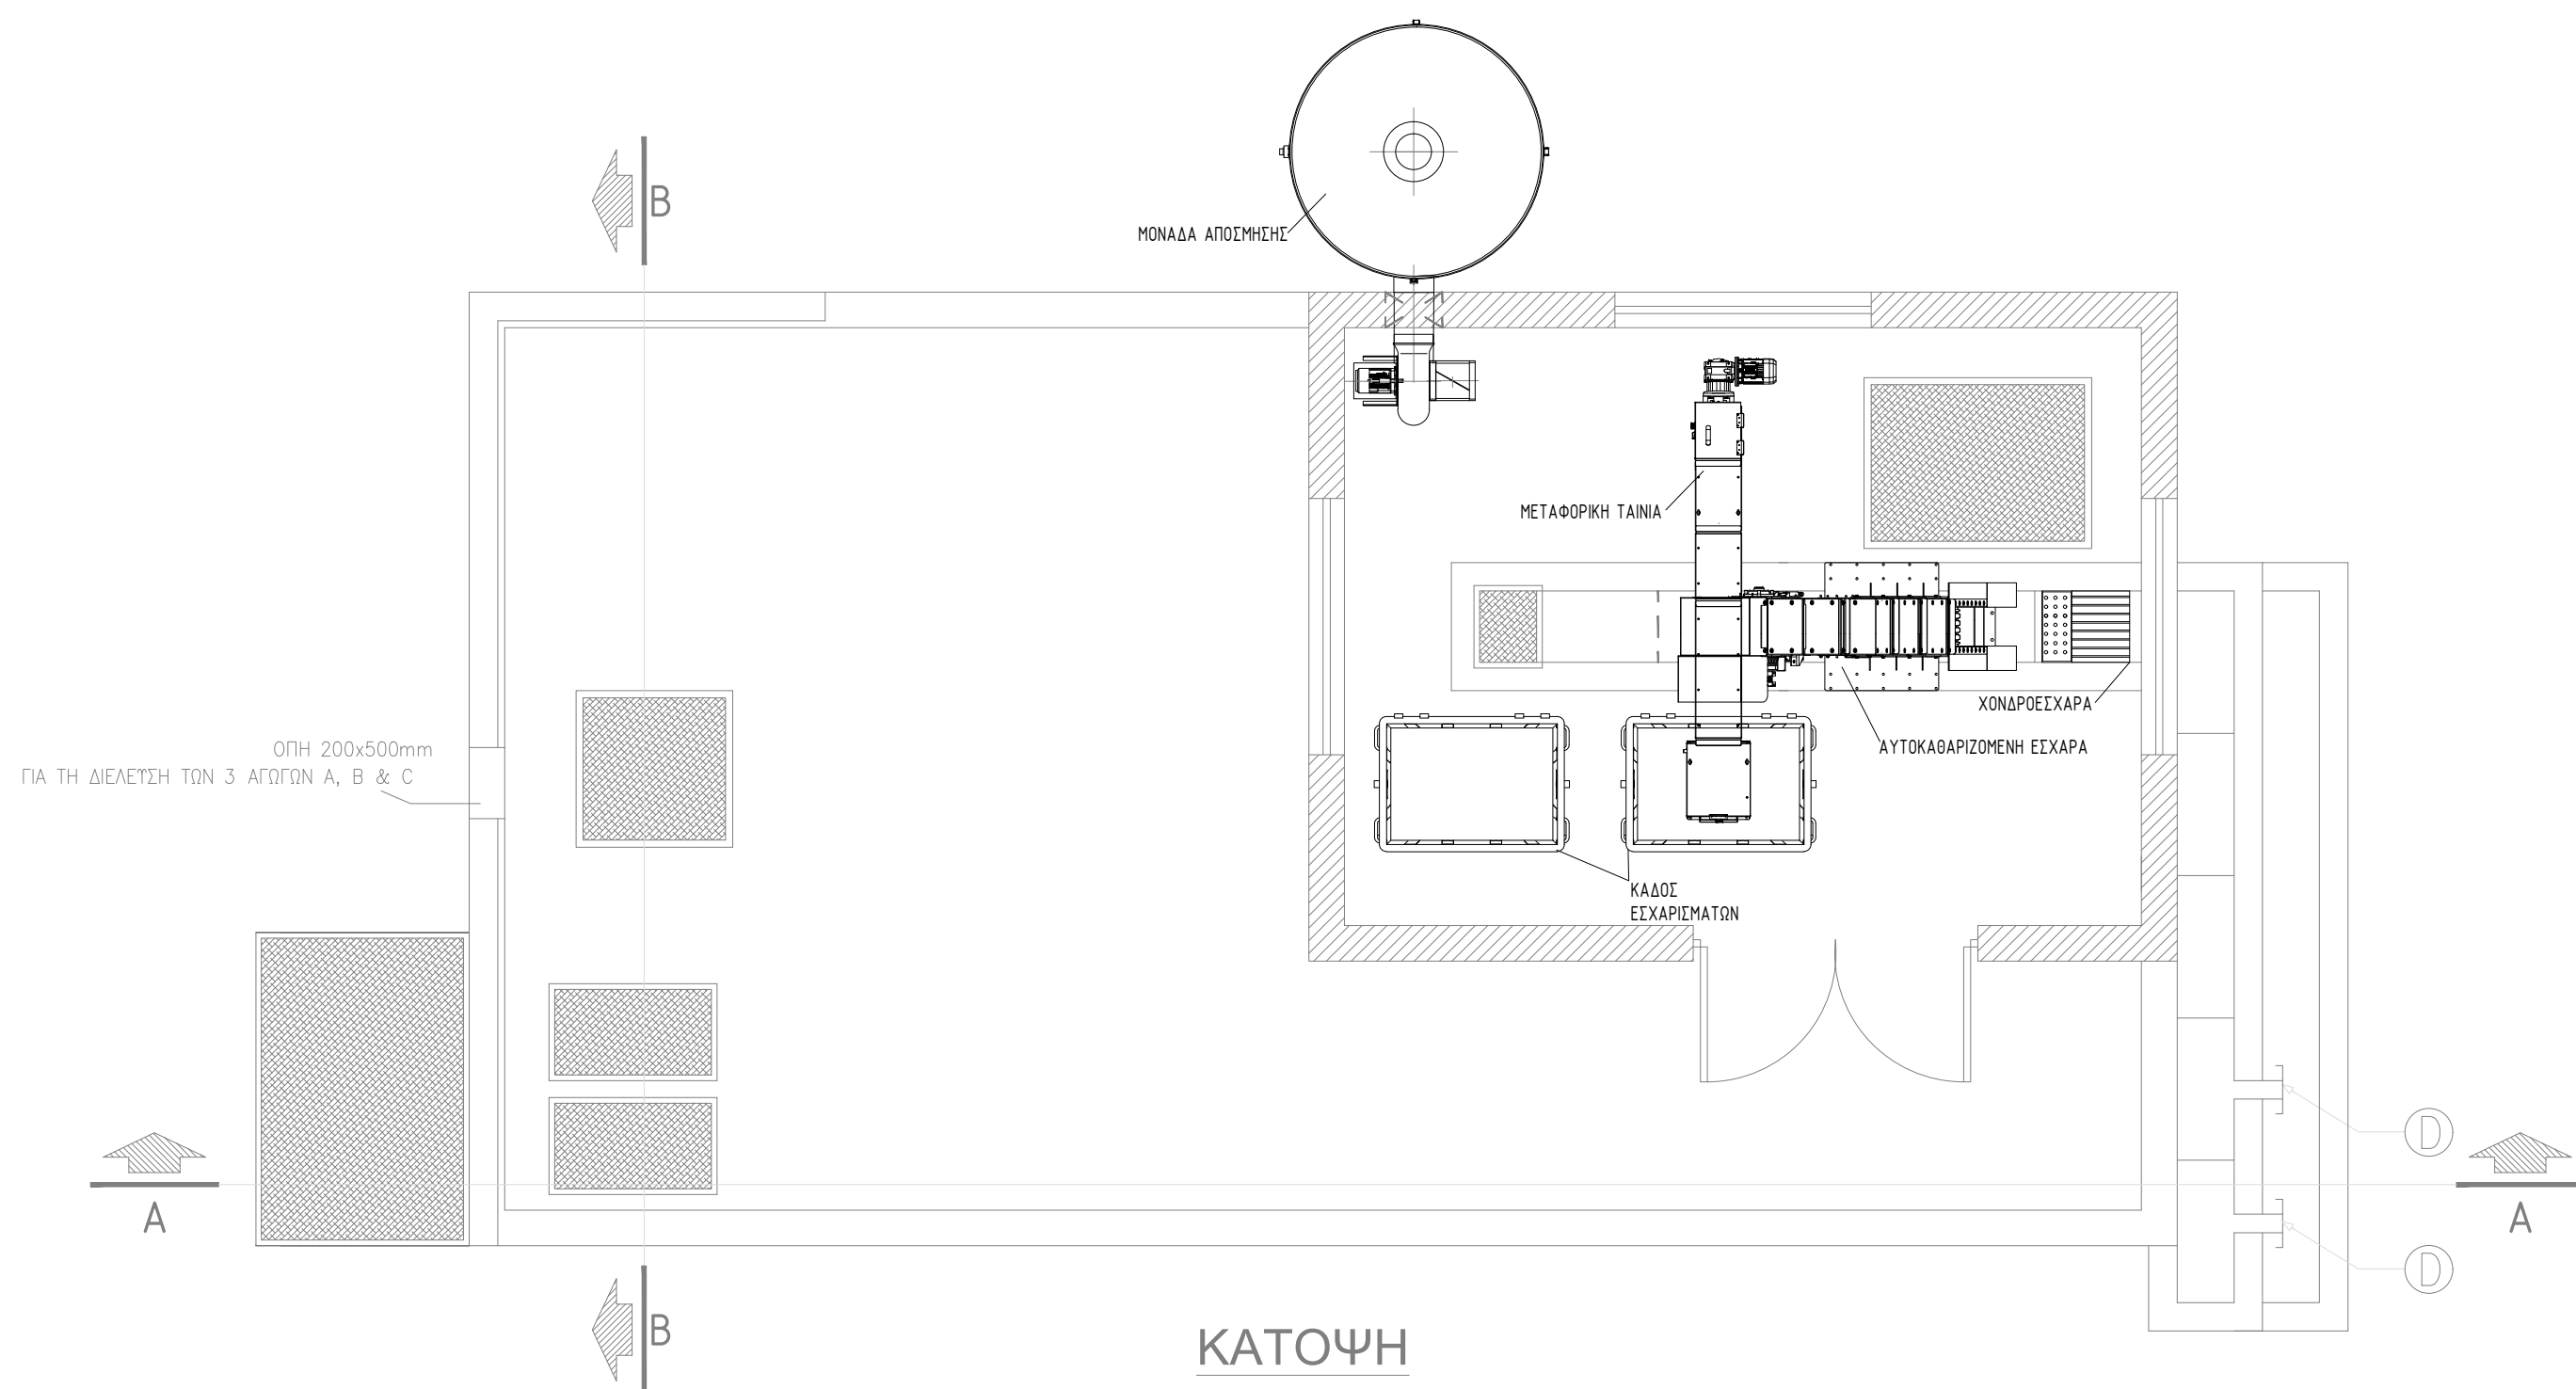 B
ΜΟΝΑΔΑ ΑΠΟΣΜΗΣΗΣ
ΜΕΤΑΦΟΡΙΚΗ ΤΑΙΝΙΑ
ΧΟΝΔΡΟΕΣΧΑΡΑ
ΑΥΤΟΚΑΘΑΡΙΖΟΜΕΝΗ ΕΣΧΑΡΑ
ΟΠΗ 200x500mm
ΓΙΑ ΤΗ ΔΙΕΛΕΥΣΗ ΤΩΝ 3 ΑΓΩΓΩΝ A, B & C
ΚΑΔΟΣ
ΕΣΧΑΡΙΣΜΑΤΩΝ
D
A
A
D
B
ΚΑΤΟΨΗ